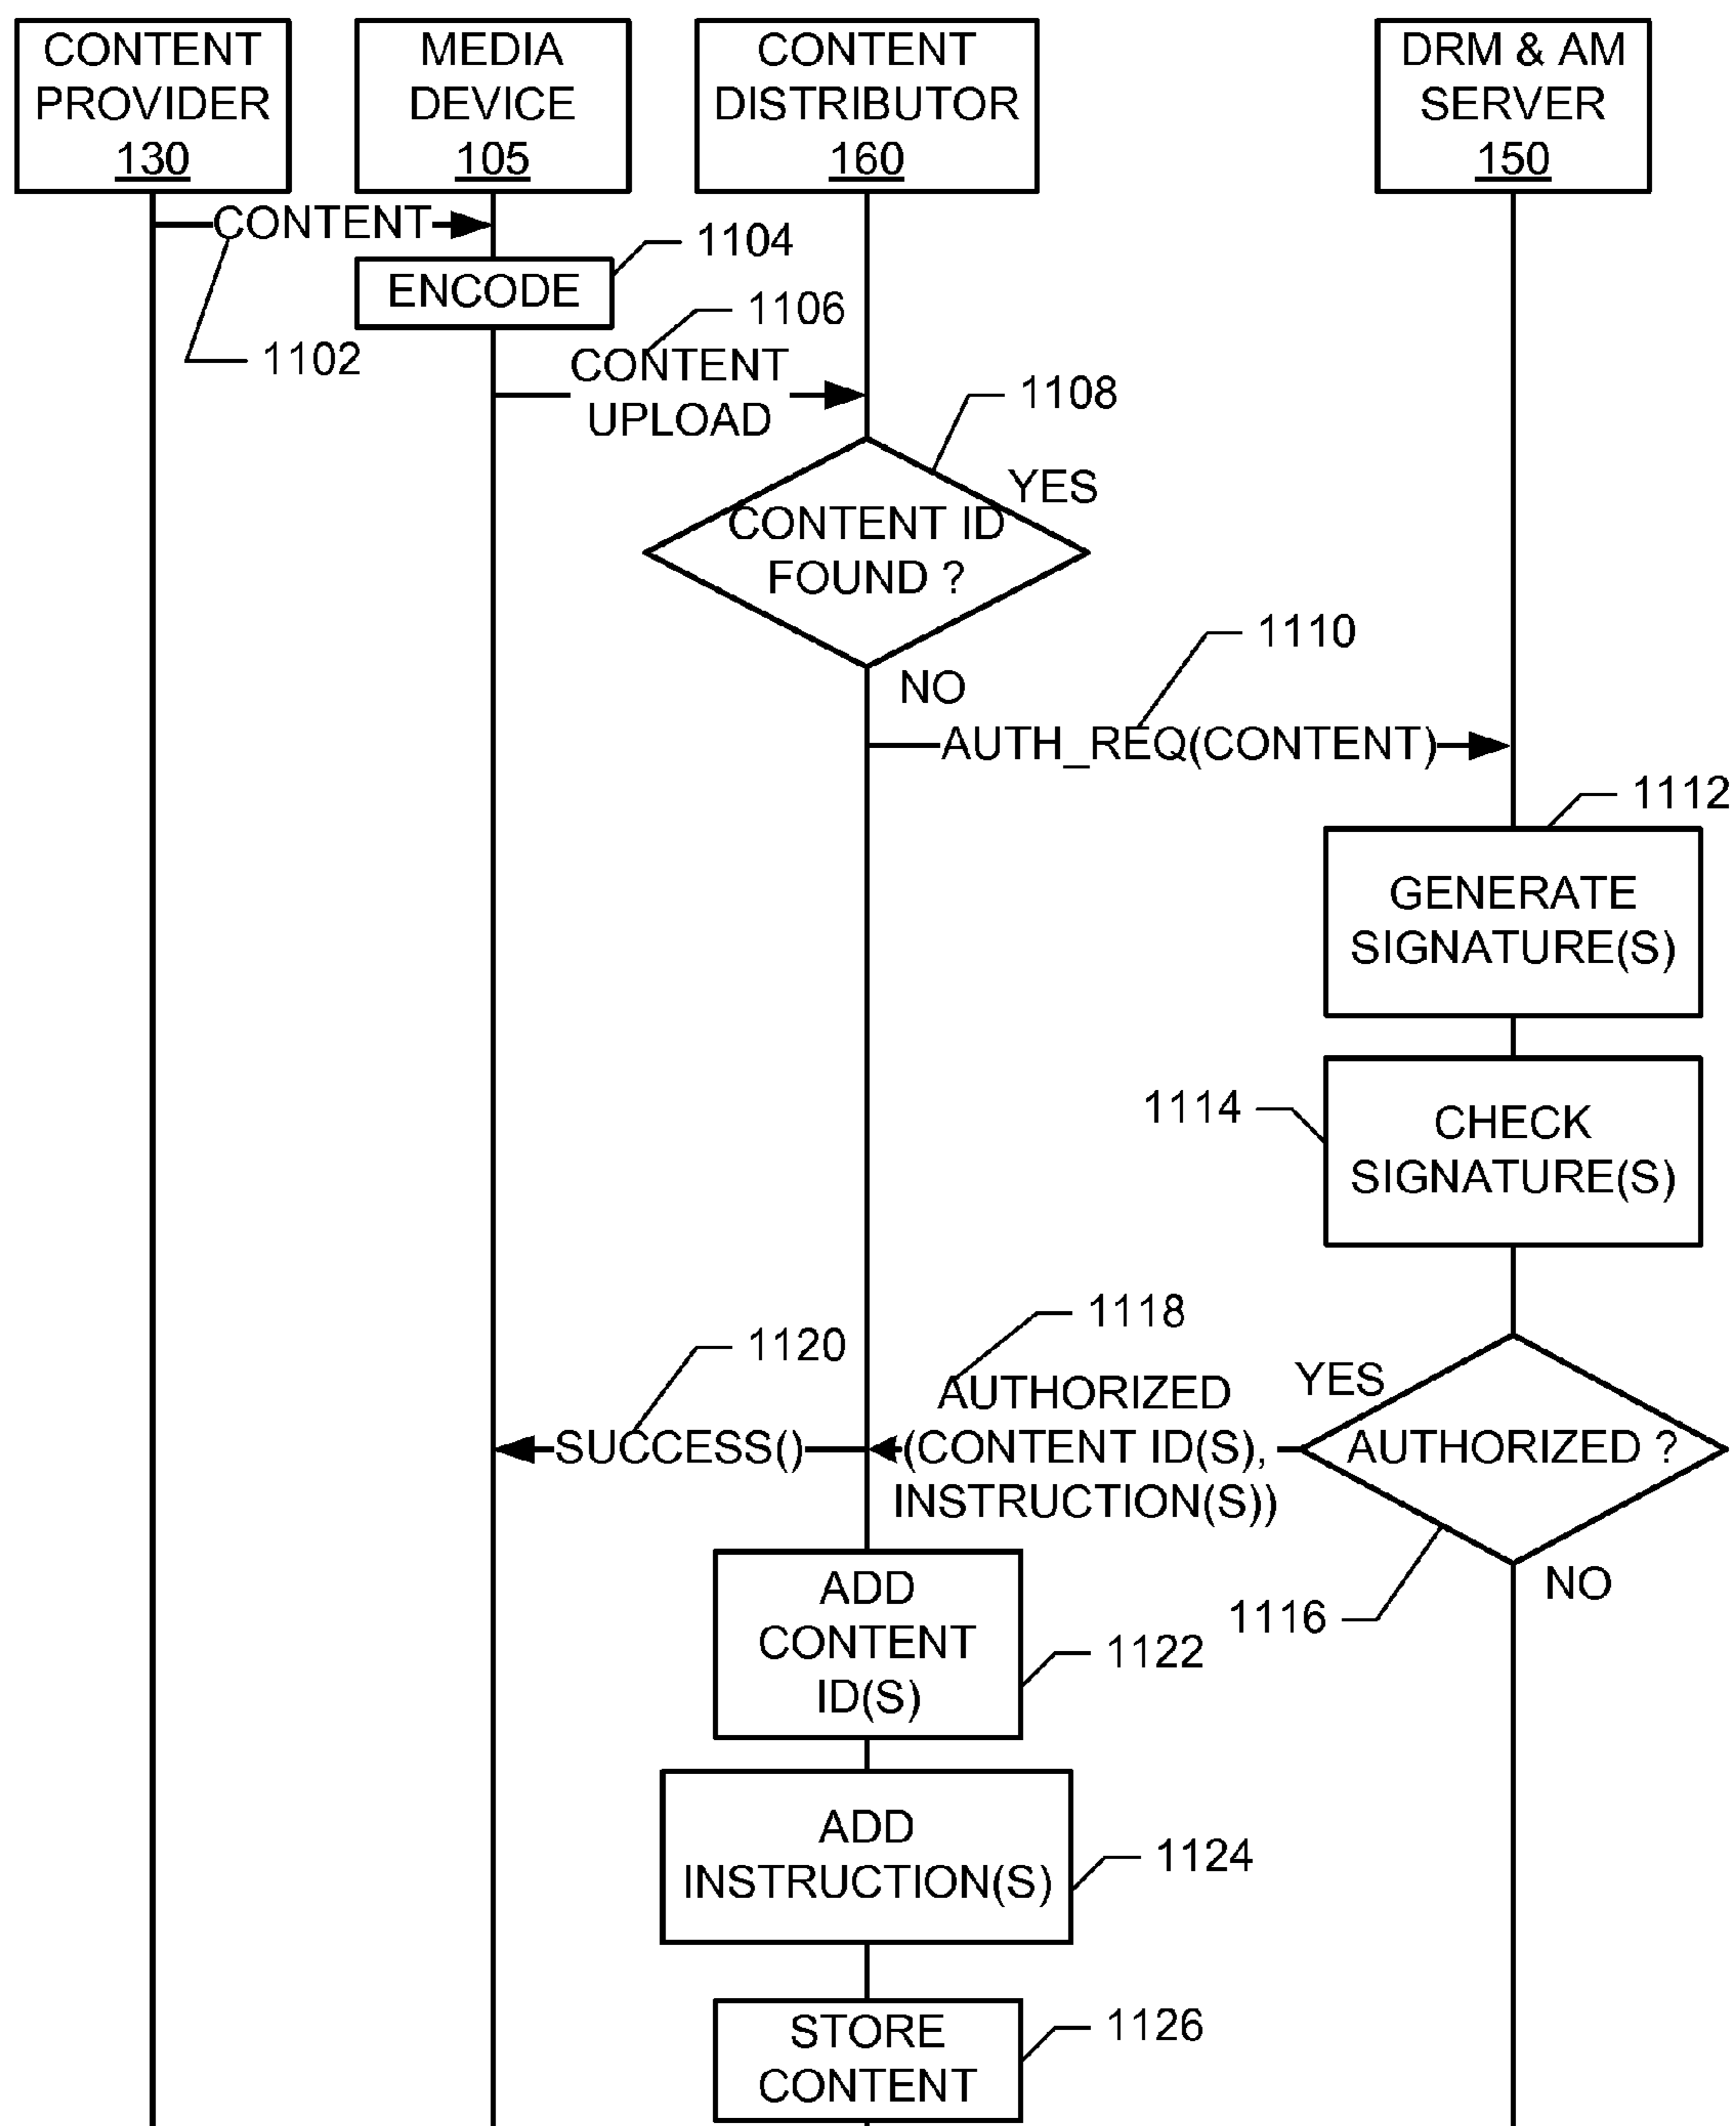 CONTENT
PROVIDER
130
MEDIA
DEVICE
105
CONTENT
DISTRIBUTOR
160
DRM & AM
SERVER
150
CONTENT
1102
ENCODE
1104
1106
CONTENT
UPLOAD
1108
YES
CONTENT ID
FOUND ?
NO
1110
AUTH_REQ(CONTENT)
1112
GENERATE
SIGNATURE(S)
1114
CHECK
SIGNATURE(S)
1118
1120
YES
AUTHORIZED
(CONTENT ID(S),
INSTRUCTION(S))
SUCCESS()
AUTHORIZED ?
NO
1116
ADD
CONTENT
ID(S)
1122
ADD
INSTRUCTION(S)
1124
STORE
CONTENT
1126